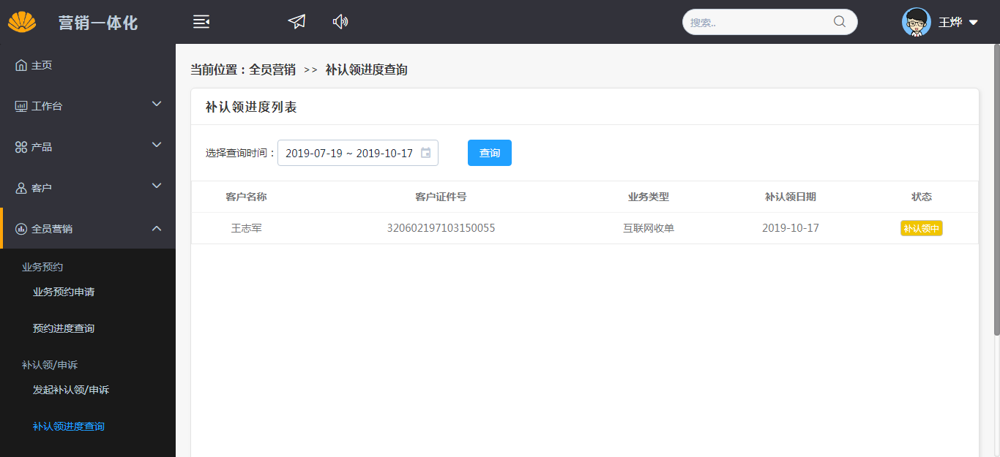 营销一体化
搜索..
王烨
主页
工作台
产品
客户
全员营销
业务预约
业务预约申请
预约进度查询
补认领/申诉
发起补认领/申诉
补认领进度查询
当前位置：全员营销 >> 补认领进度查询
补认领进度列表
选择查询时间： 2019-07-19 ~ 2019-10-17 查询
客户名称 客户证件号 业务类型 补认领日期 状态
王志军 320602197103150055 互联网收单 2019-10-17 补认领中